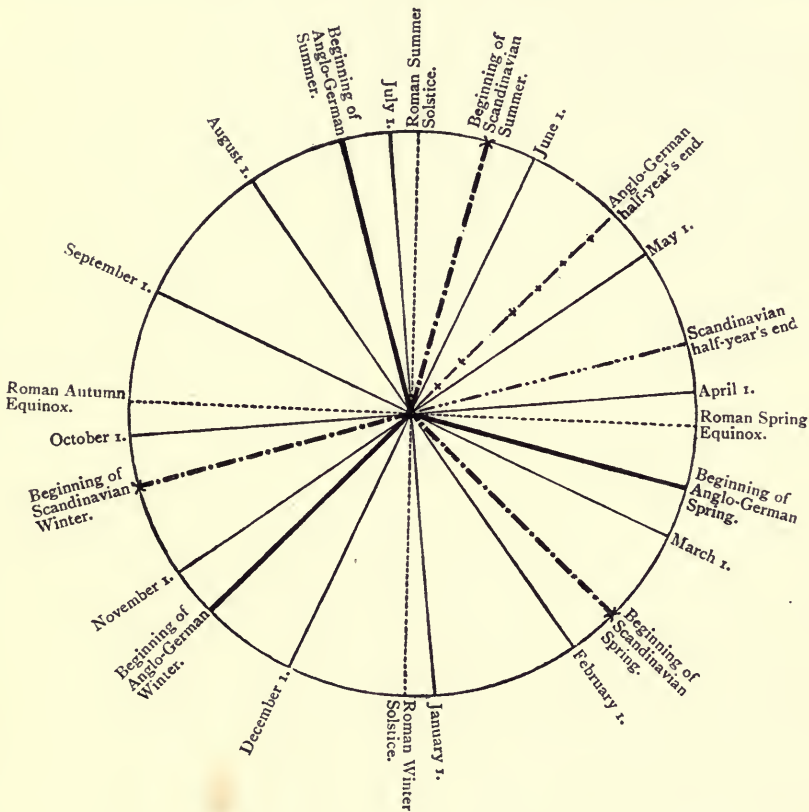 Roman Summer
Solstice.
Beginning of
Scandinavian
Summer.
June 1.
Anglo-German
half-year's end.
May 1.
Scandinavian
half-year's end
April 1.
Roman Spring
Equinox.
Beginning of
Anglo-German
Spring.
March 1.
Beginning of
Scandinavian
Spring.
February 1.
January 1.
Roman Winter
Solstice.
December 1.
Beginning of
Anglo-German
Winter.
November 1.
Beginning of
Scandinavian
Winter.
October 1.
Roman Autumn
Equinox.
September 1.
August 1.
Beginning of
Anglo-German
Summer.
July 1.